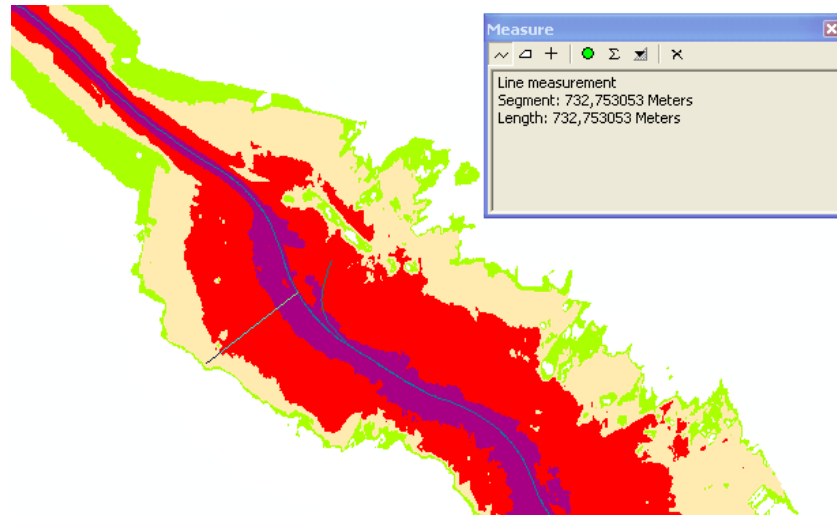 Measure
Line measurement
Segment: 732,753053 Meters
Length: 732,753053 Meters